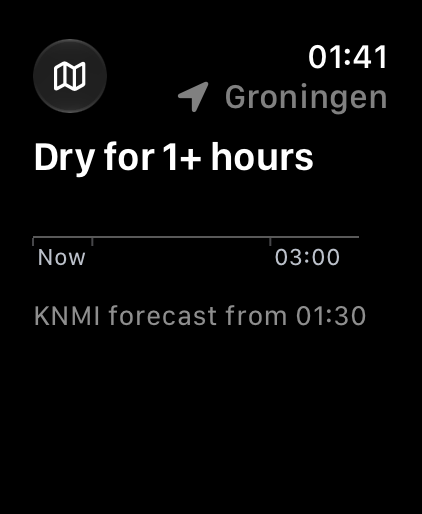 01:41
Groningen
Dry for 1+ hours
Now
03:00
KNMI forecast from 01:30